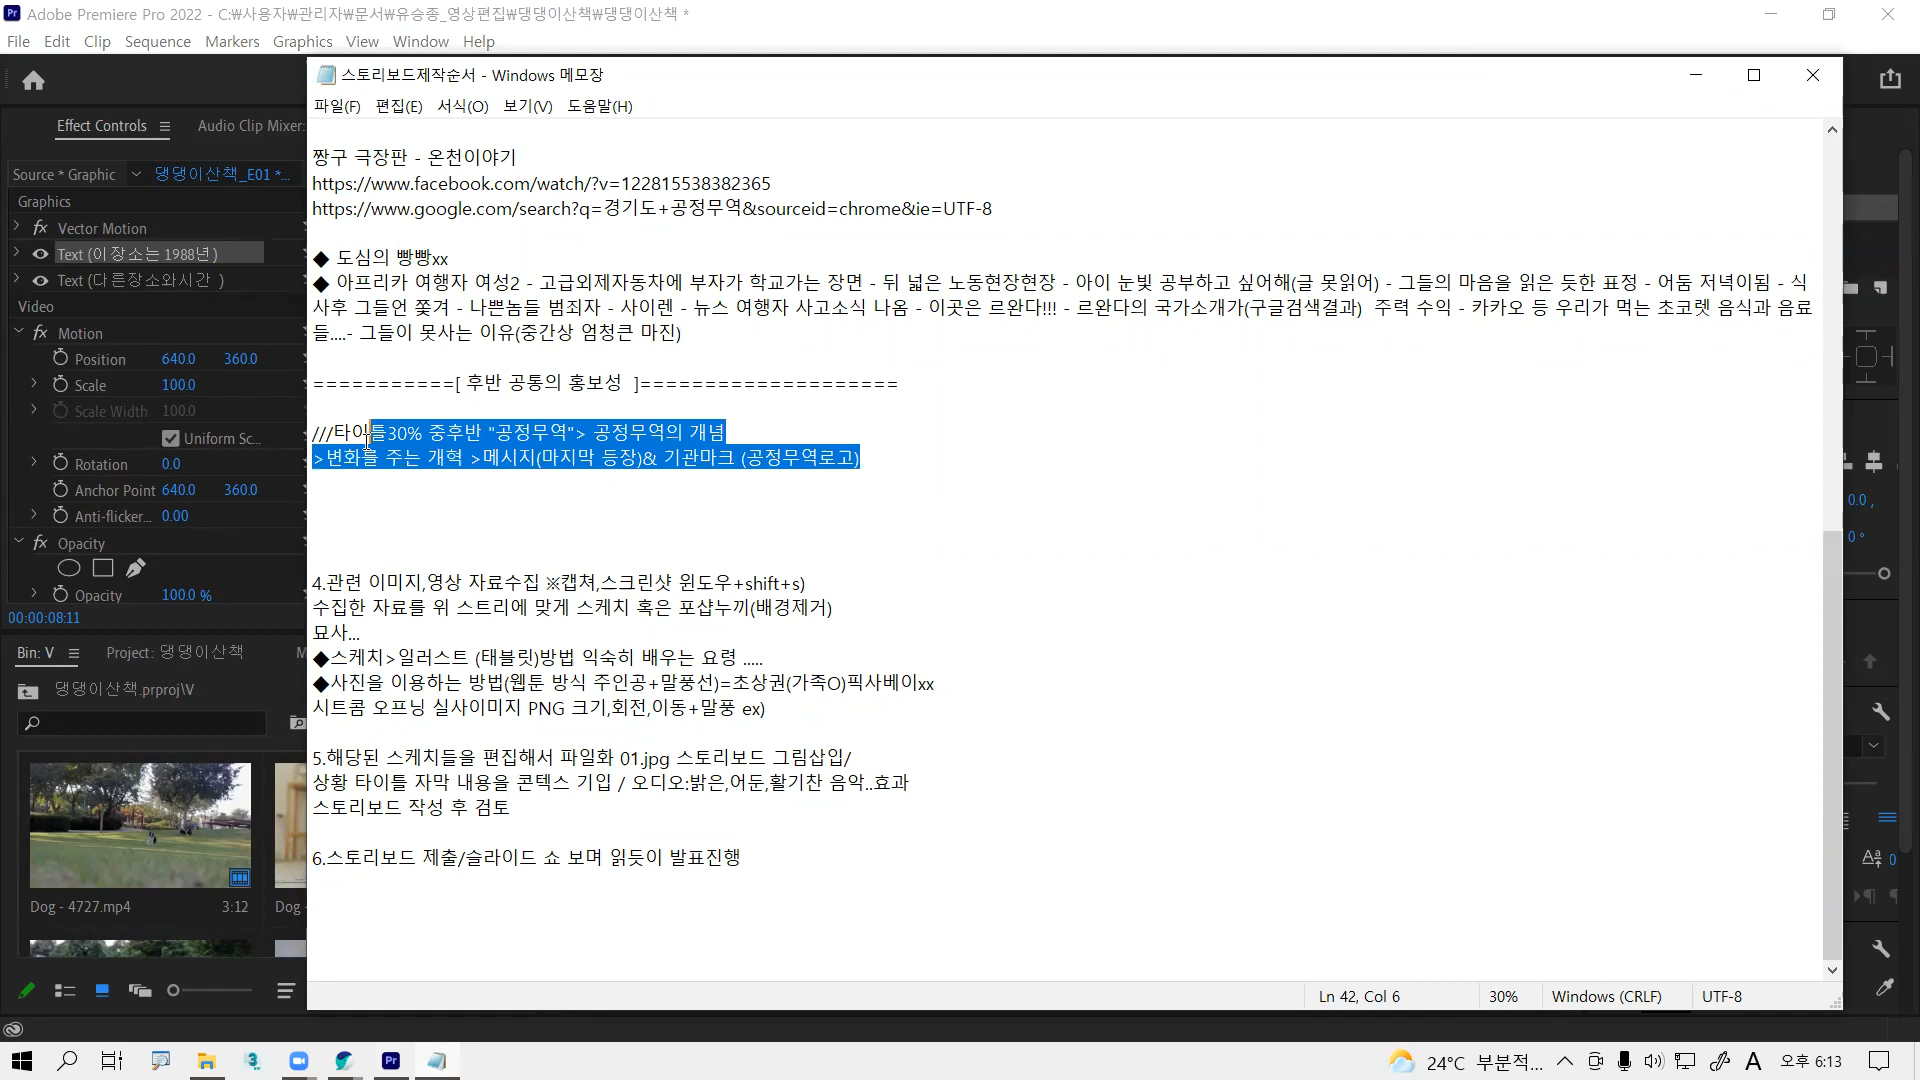 Adobe Premiere Pro 2022 - C:₩사용자₩관리자₩문서₩유승종_영상편집₩댕댕이산책₩댕댕이산책 *
File Edit Clip Sequence Markers Graphics View Window Help
스토리보드제작순서 - Windows 메모장
파일(F) 편집(E) 서식(O) 보기(V) 도움말(H)
Effect Controls Audio Clip Mixer:
Source * Graphic 댕댕이산책_E01 *...
Graphics
fx Vector Motion
Text (이 장소는 1988년 )
Text (다 른장소와시간 )
Video
fx Motion
Position 640.0 360.0
Scale 100.0
Scale Width 100.0
Uniform Sc...
Rotation 0.0
Anchor Point 640.0 360.0
Anti-flicker... 0.00
fx Opacity
Opacity 100.0 %
00:00:08:11
Bin: V Project: 댕댕이산책 M
댕댕이산책.prproj₩V
Dog - 4727.mp4 3:12 Dog -
짱구 극장판 - 온천이야기
https://www.facebook.com/watch/?v=122815538382365
https://www.google.com/search?q=경기도+공정무역&sourceid=chrome&ie=UTF-8
◆ 도심의 빵빵xx
◆ 아프리카 여행자 여성2 - 고급외제자동차에 부자가 학교가는 장면 - 뒤 넓은 노동현장현장 - 아이 눈빛 공부하고 싶어해(글 못읽어) - 그들의 마음을 읽은 듯한 표정 - 어둠 저녁이됨 - 식
사후 그들언 쫓겨 - 나쁜놈들 범죄자 - 사이렌 - 뉴스 여행자 사고소식 나옴 - 이곳은 르완다!!! - 르완다의 국가소개가(구글검색결과) 주력 수익 - 카카오 등 우리가 먹는 초코렛 음식과 음료
들....- 그들이 못사는 이유(중간상 엄청큰 마진)
===========[ 후반 공통의 홍보성 ]====================
///타이틀30% 중후반 "공정무역"> 공정무역의 개념
>변화를 주는 개혁 >메시지(마지막 등장)& 기관마크 (공정무역로고)
4.관련 이미지,영상 자료수집 ※캡쳐,스크린샷 윈도우+shift+s)
수집한 자료를 위 스트리에 맞게 스케치 혹은 포샵누끼(배경제거)
묘사...
◆스케치>일러스트 (태블릿)방법 익숙히 배우는 요령 .....
◆사진을 이용하는 방법(웹툰 방식 주인공+말풍선)=초상권(가족O)픽사베이xx
시트콤 오프닝 실사이미지 PNG 크기,회전,이동+말풍 ex)
5.해당된 스케치들을 편집해서 파일화 01.jpg 스토리보드 그림삽입/
상황 타이틀 자막 내용을 콘텍스 기입 / 오디오:밝은,어둔,활기찬 음악..효과
스토리보드 작성 후 검토
6.스토리보드 제출/슬라이드 쇼 보며 읽듯이 발표진행
Ln 42, Col 6 30% Windows (CRLF) UTF-8
0.0 ,
0 °
0
24°C 부분적... A 오후 6:13